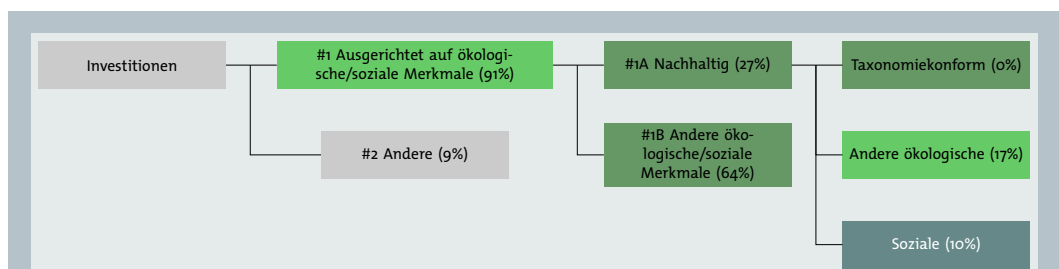 Investitionen
#1 Ausgerichtet auf ökologi-
sche/soziale Merkmale (91%)
#1A Nachhaltig (27%)
Taxonomiekonform (0%)
#2 Andere (9%)
#1B Andere öko-
logische/soziale
Merkmale (64%)
Andere ökologische (17%)
Soziale (10%)